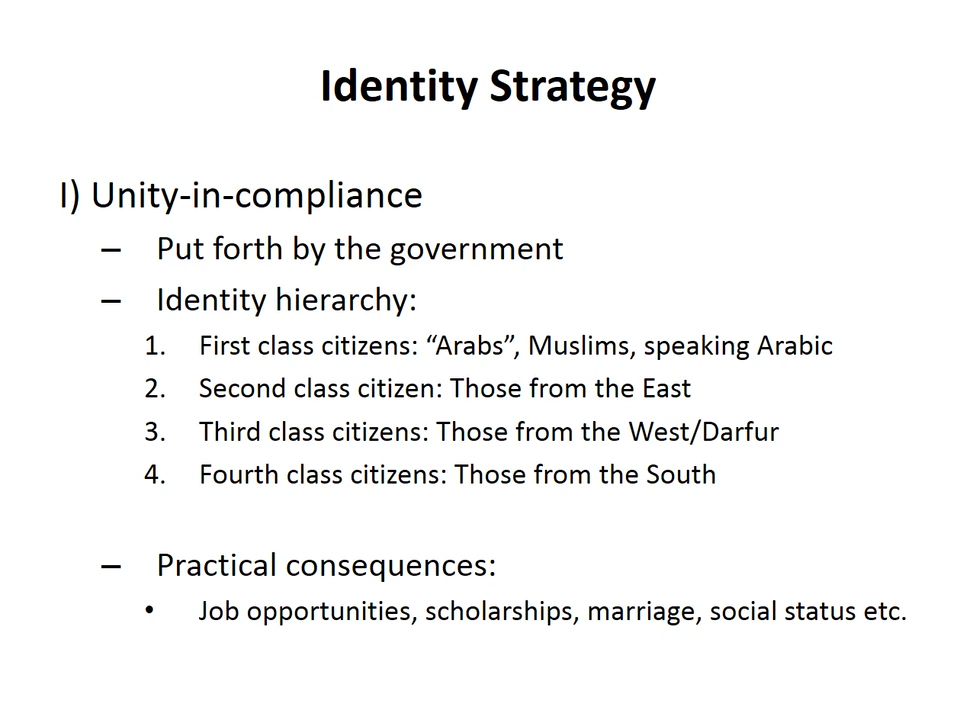 Identity Strategy
I) Unity-in-compliance
– Put forth by the government
– Identity hierarchy:
1. First class citizens: “Arabs”, Muslims, speaking Arabic
2. Second class citizen: Those from the East
3. Third class citizens: Those from the West/Darfur
4. Fourth class citizens: Those from the South
– Practical consequences:
• Job opportunities, scholarships, marriage, social status etc.